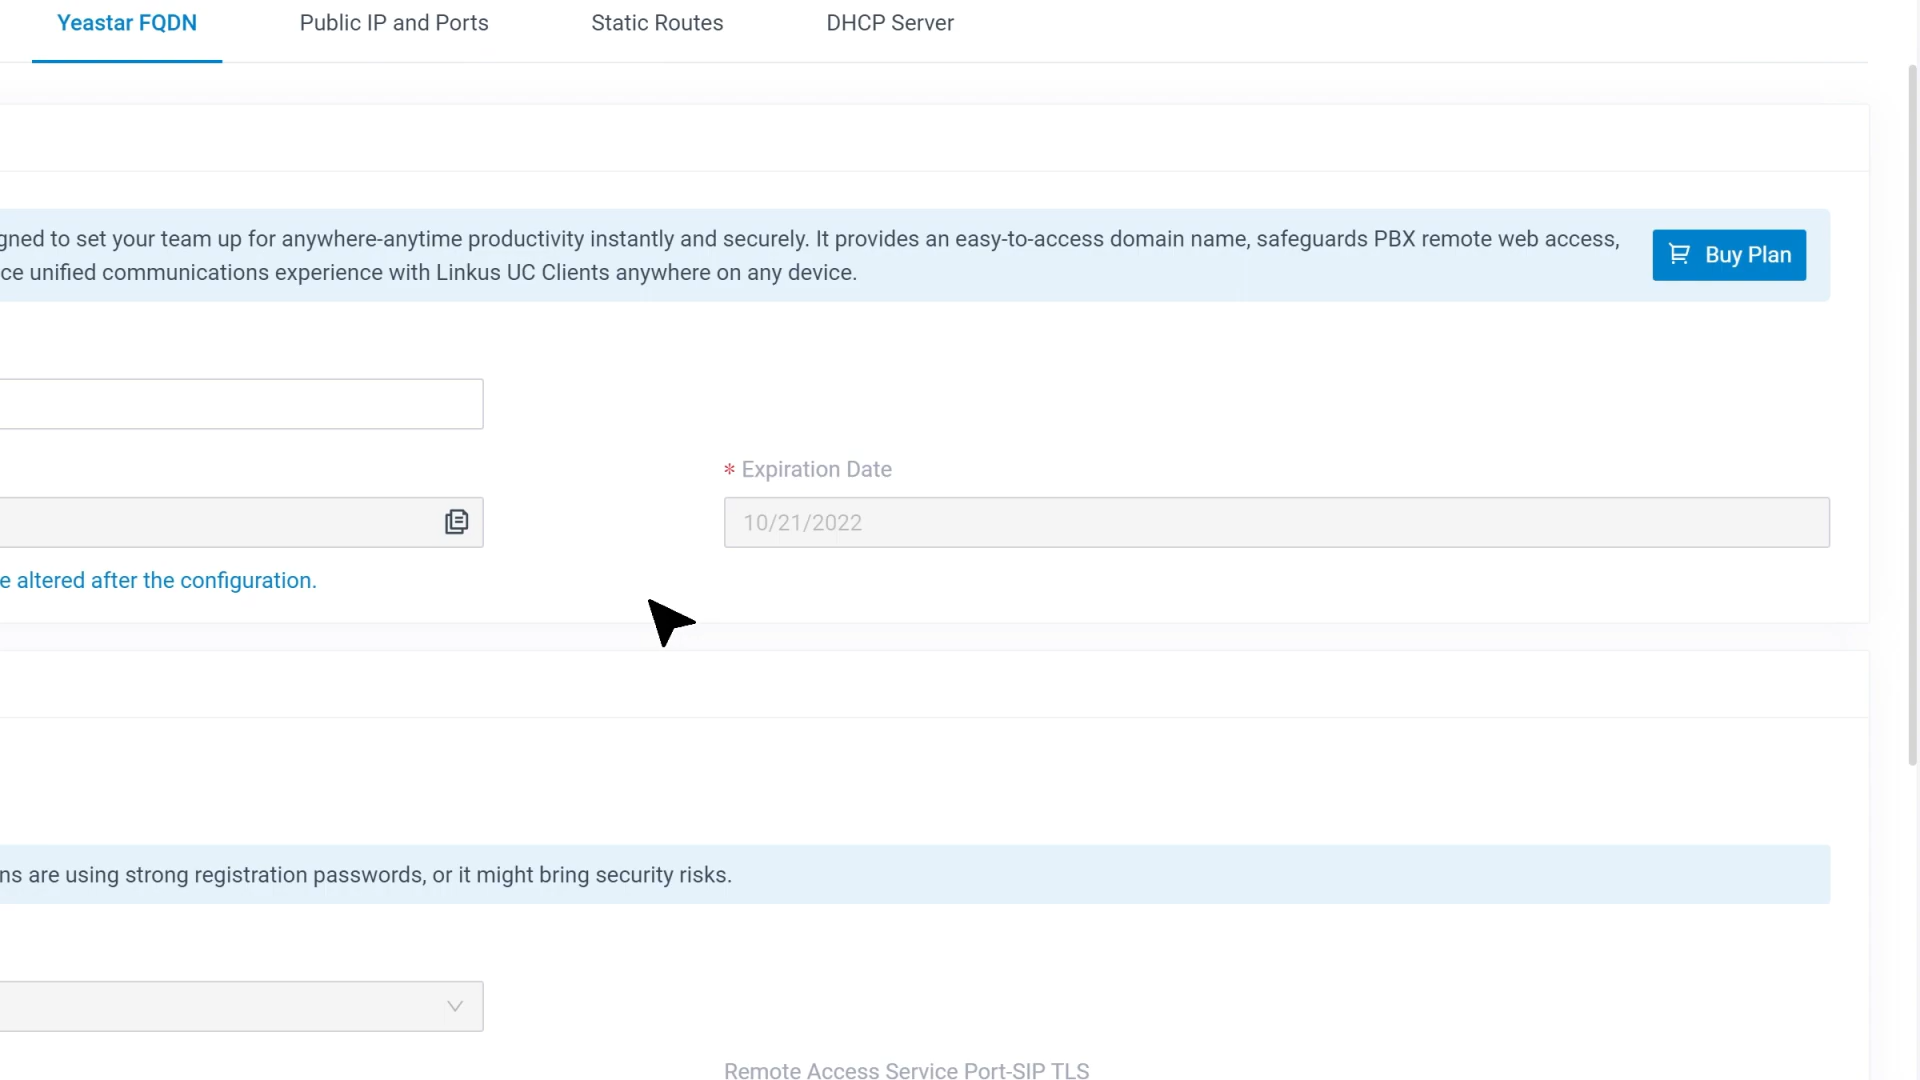 Yeastar FQDN Public IP and Ports Static Routes DHCP Server
gned to set your team up for anywhere-anytime productivity instantly and securely. It provides an easy-to-access domain name, safeguards PBX remote web access,
ce unified communications experience with Linkus UC Clients anywhere on any device.
Buy Plan
* Expiration Date
10/21/2022
e altered after the configuration.
ns are using strong registration passwords, or it might bring security risks.
Remote Access Service Port-SIP TLS